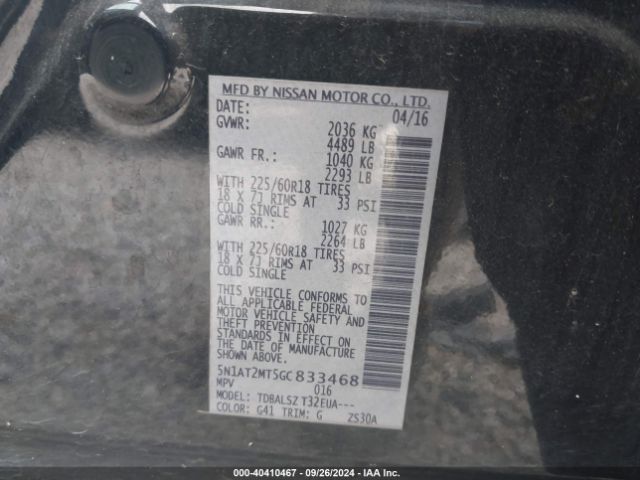 MFD BY NISSAN MOTOR CO., LTD.
DATE: 04/16
GVWR: 2036 KG
4489 LB
GAWR FR.: 1040 KG
2293 LB
WITH 225/60R18 TIRES
18 X 7J RIMS AT 33 PSI
COLD SINGLE
GAWR RR.: 1027 KG
2264 LB
WITH 225/60R18 TIRES
18 X 7J RIMS AT 33 PSI
COLD SINGLE
THIS VEHICLE CONFORMS TO
ALL APPLICABLE FEDERAL
MOTOR VEHICLE SAFETY AND
THEFT PREVENTION
STANDARDS IN EFFECT ON
THE DATE OF MANUFACTURE
SHOWN ABOVE.
5N1AT2MT5GC833468
MPV 016
MODEL: TDBALSZ T32EUA---
COLOR: G41 TRIM: G ZS30A
000-40410467 - 09/26/2024 - IAAI